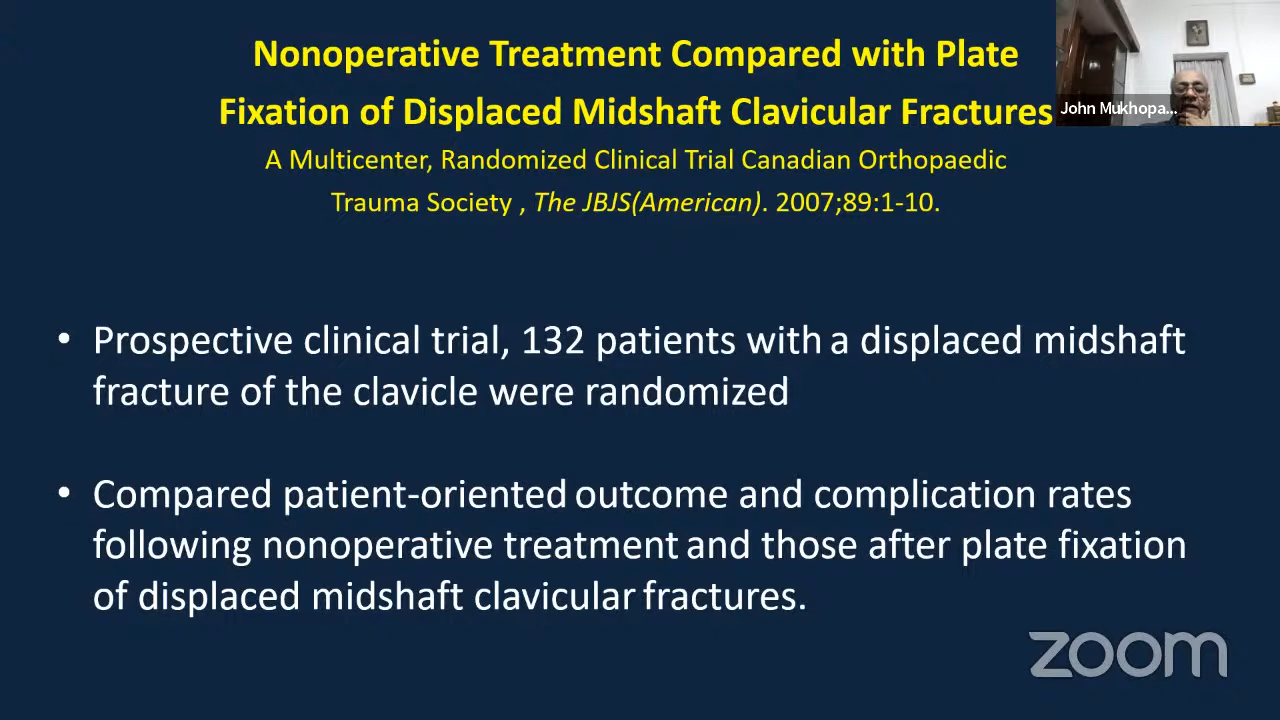 Nonoperative Treatment Compared with Plate
Fixation of Displaced Midshaft Clavicular Fractures
A Multicenter, Randomized Clinical Trial Canadian Orthopaedic
Trauma Society , The JBJS(American). 2007;89:1-10.
John Mukhopa...
• Prospective clinical trial, 132 patients with a displaced midshaft
fracture of the clavicle were randomized
• Compared patient-oriented outcome and complication rates
following nonoperative treatment and those after plate fixation
of displaced midshaft clavicular fractures.
zoom